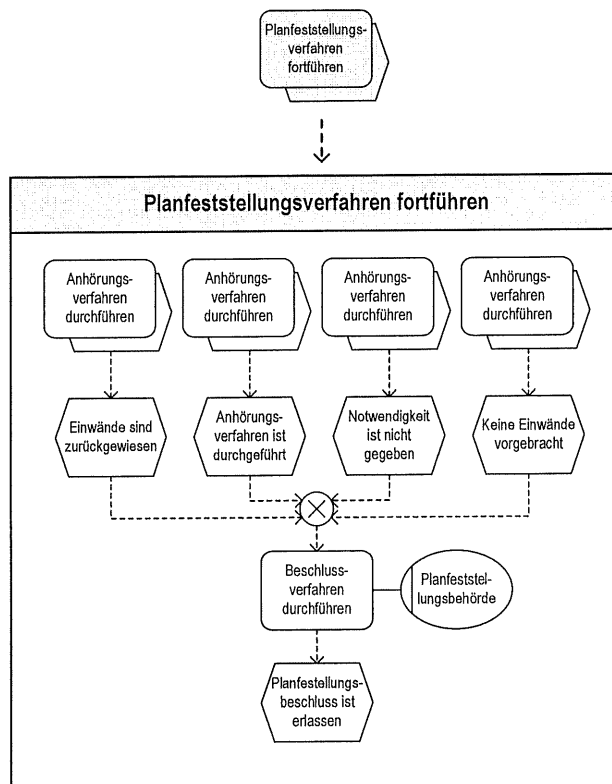 Planfeststellungs-
verfahren
fortführen
Planfeststellungsverfahren fortführen
Anhörungs-
verfahren
durchführen
Anhörungs-
verfahren
durchführen
Anhörungs-
verfahren
durchführen
Anhörungs-
verfahren
durchführen
Einwände sind
zurückgewiesen
Anhörungs-
verfahren ist
durchgeführt
Notwendigkeit
ist nicht
gegeben
Keine Einwände
vorgebracht
Beschluss-
verfahren
durchführen
Planfeststel-
lungsbehörde
Planfestellungs-
beschluss ist
erlassen